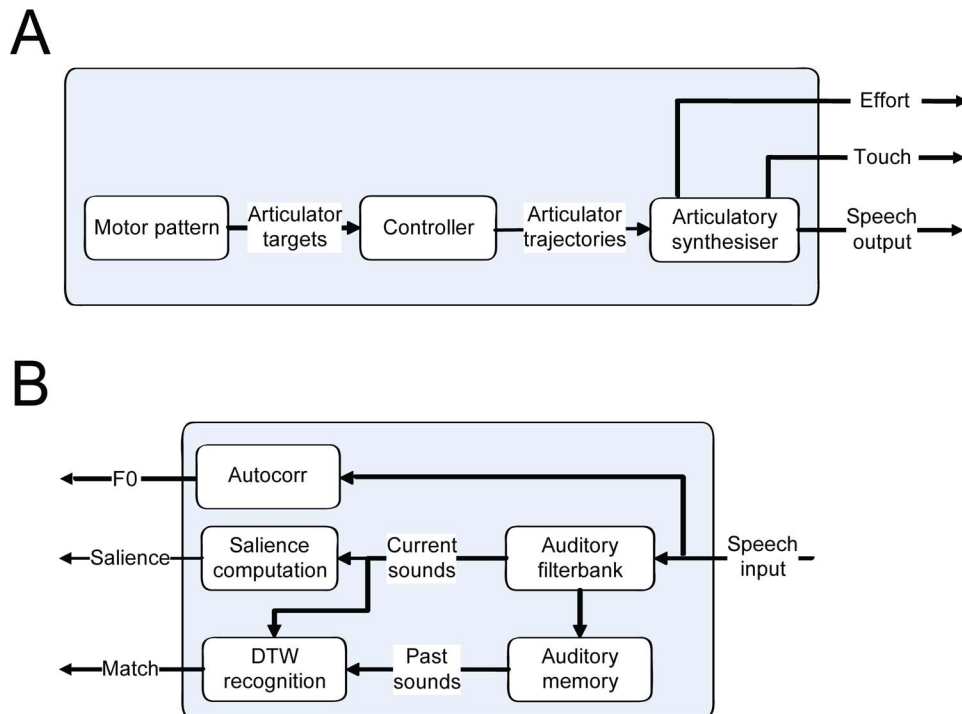 A
Effort
Touch
Motor pattern
Articulator
targets
Controller
Articulator
trajectories
Articulatory
synthesiser
Speech
output
B
F0
Autocorr
Salience
Salience
computation
Current
sounds
Auditory
filterbank
Speech
input
Match
DTW
recognition
Past
sounds
Auditory
memory